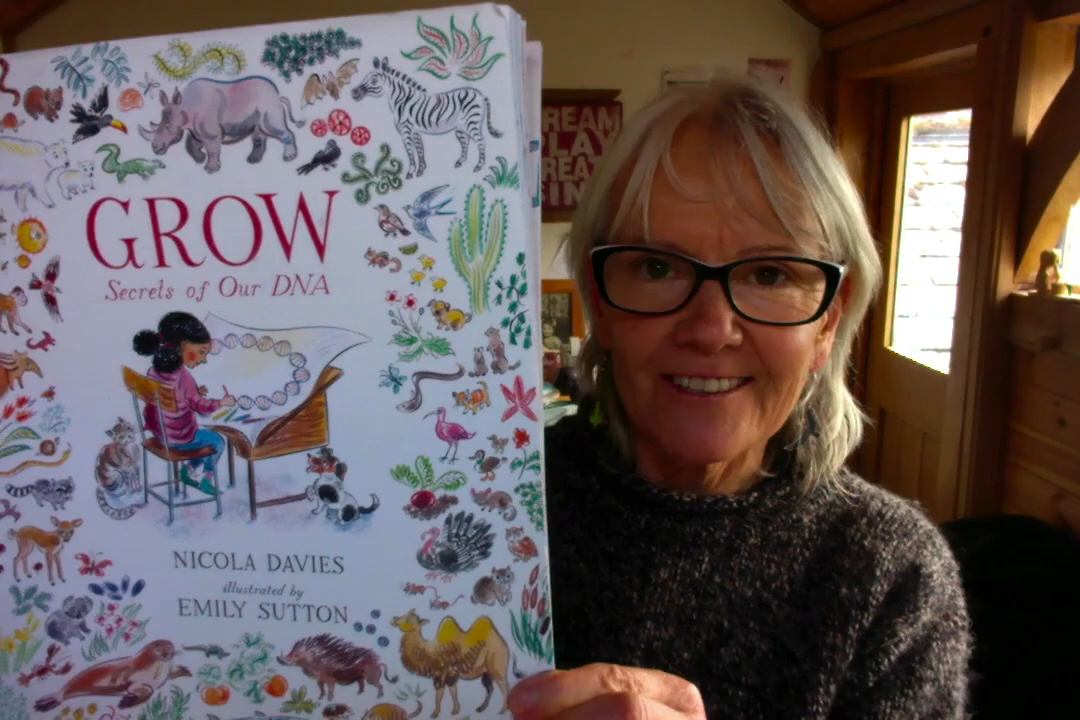 GROW
Secrets of Our DNA
NICOLA DAVIES
illustrated by
EMILY SUTTON